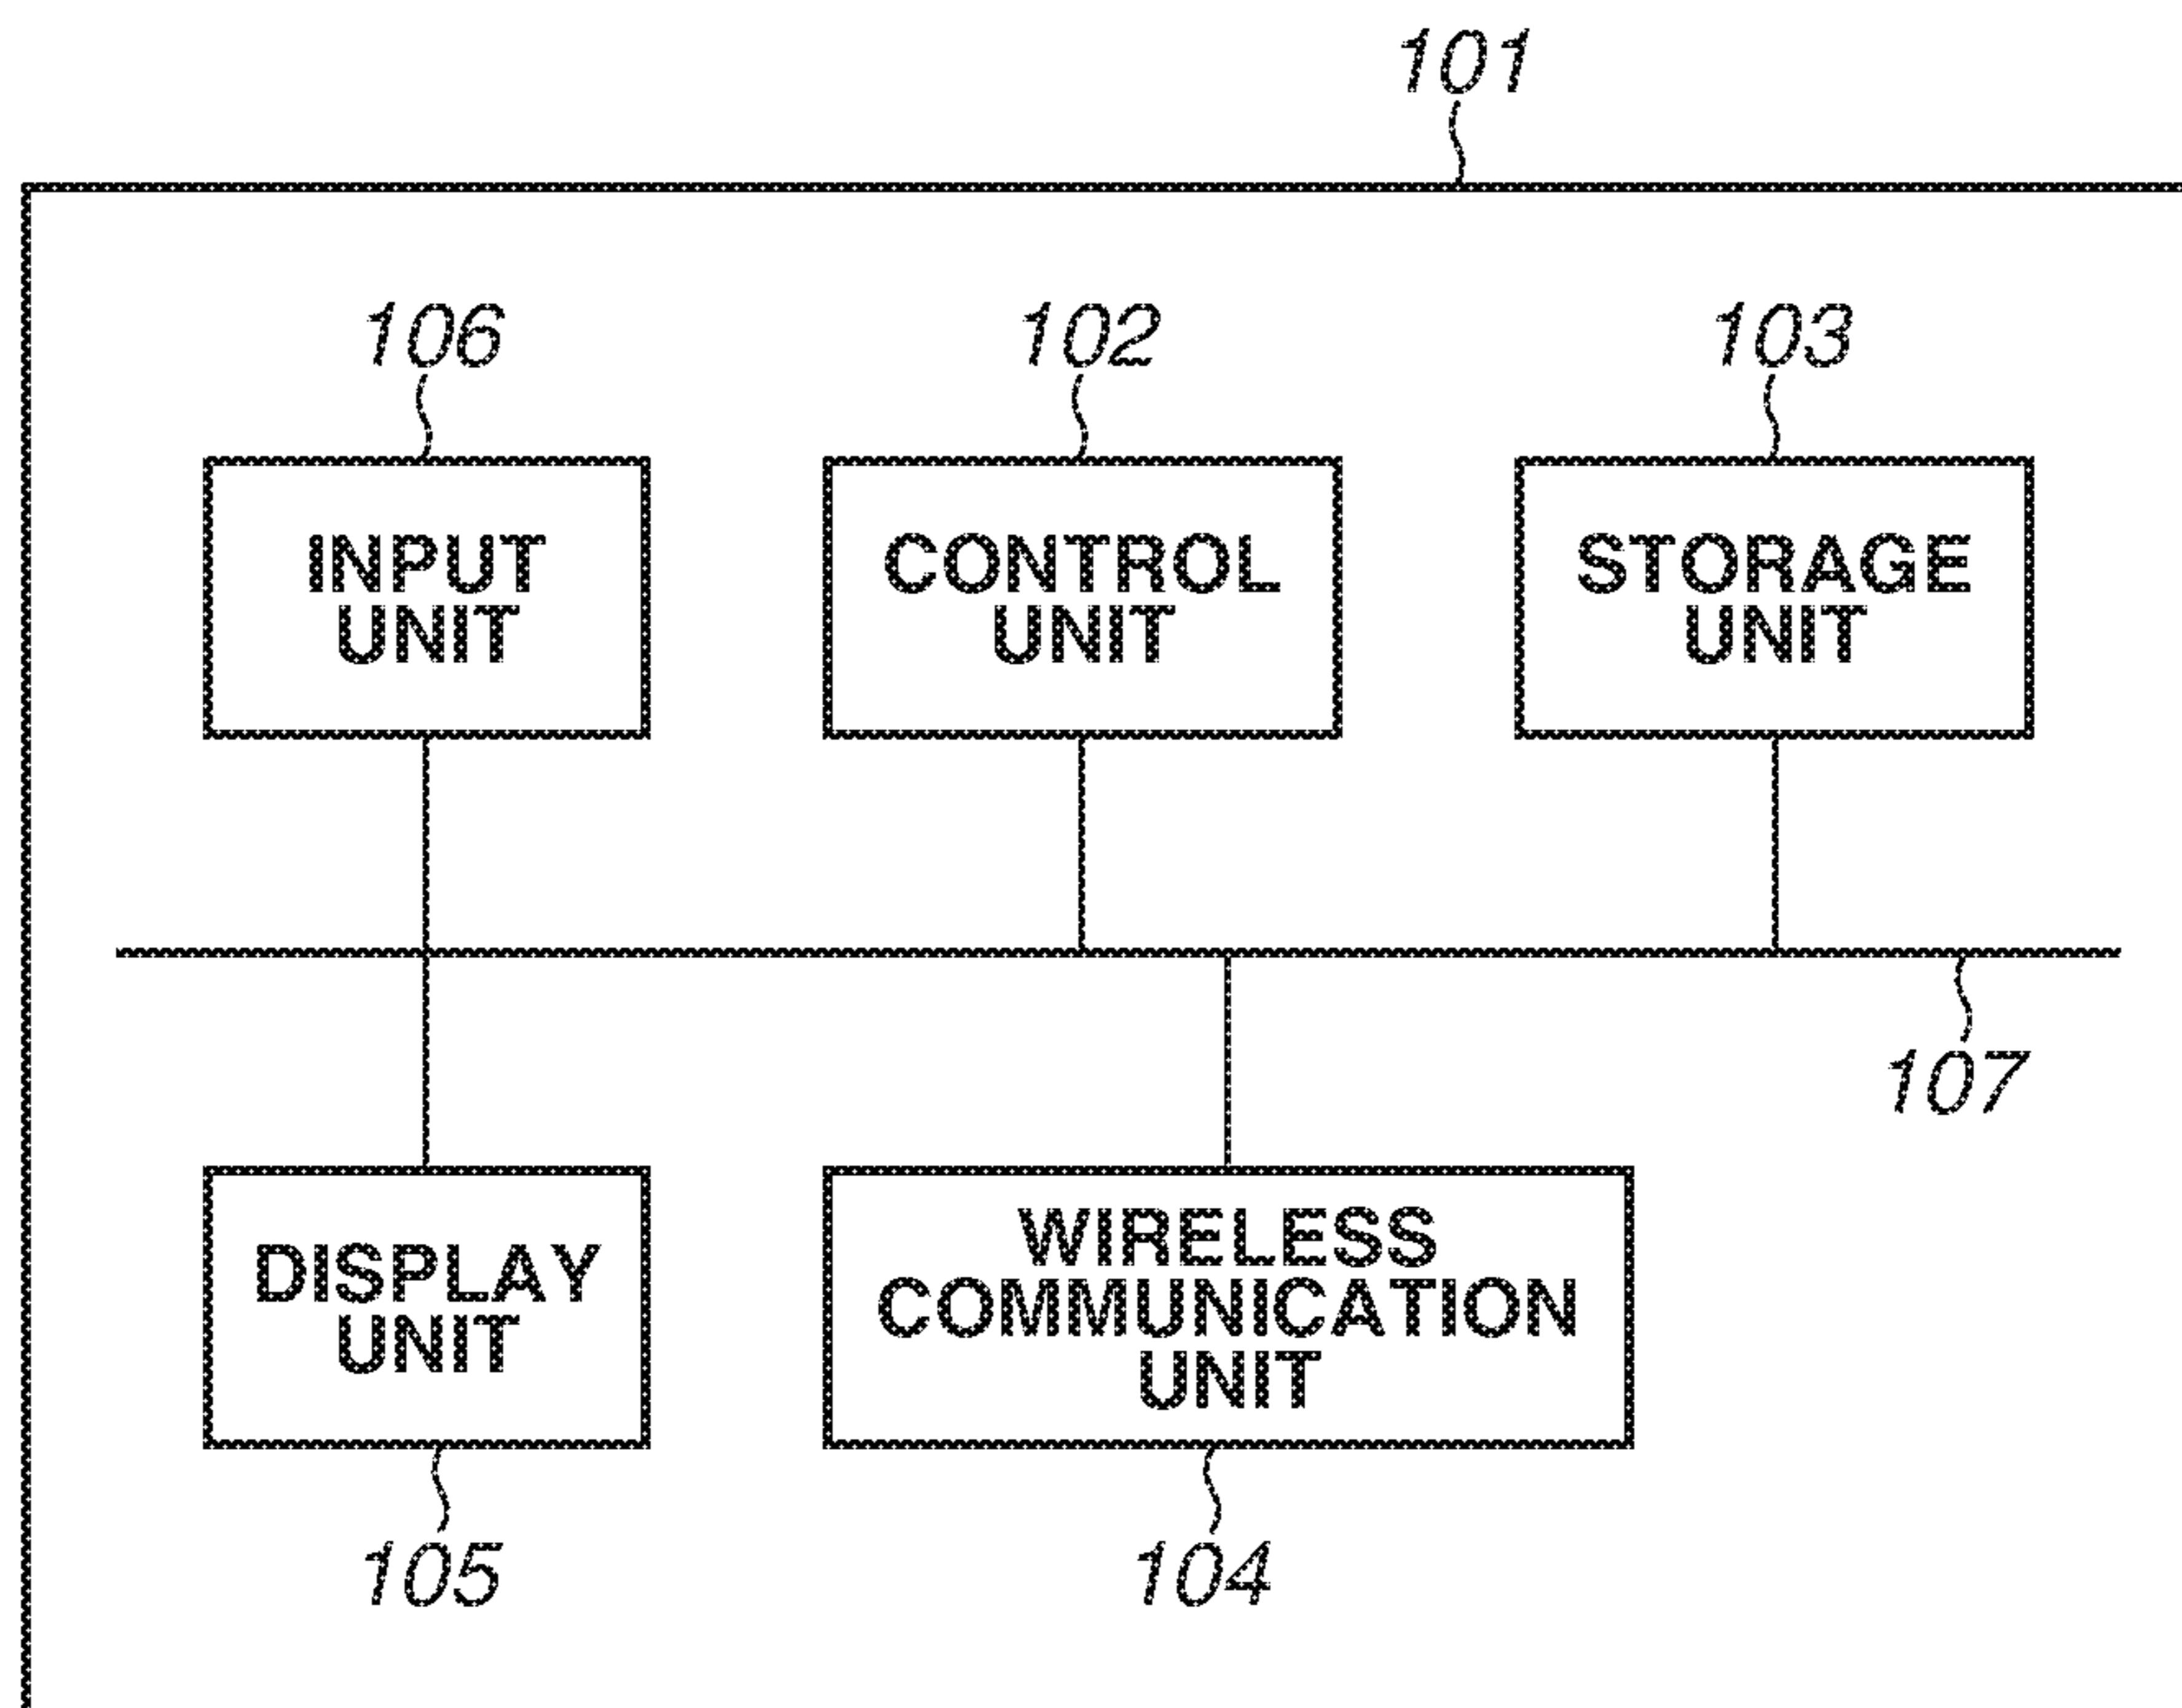 101
106
102
103
INPUT
UNIT
CONTROL
UNIT
STORAGE
UNIT
107
DISPLAY
UNIT
WIRELESS
COMMUNICATION
UNIT
105
104